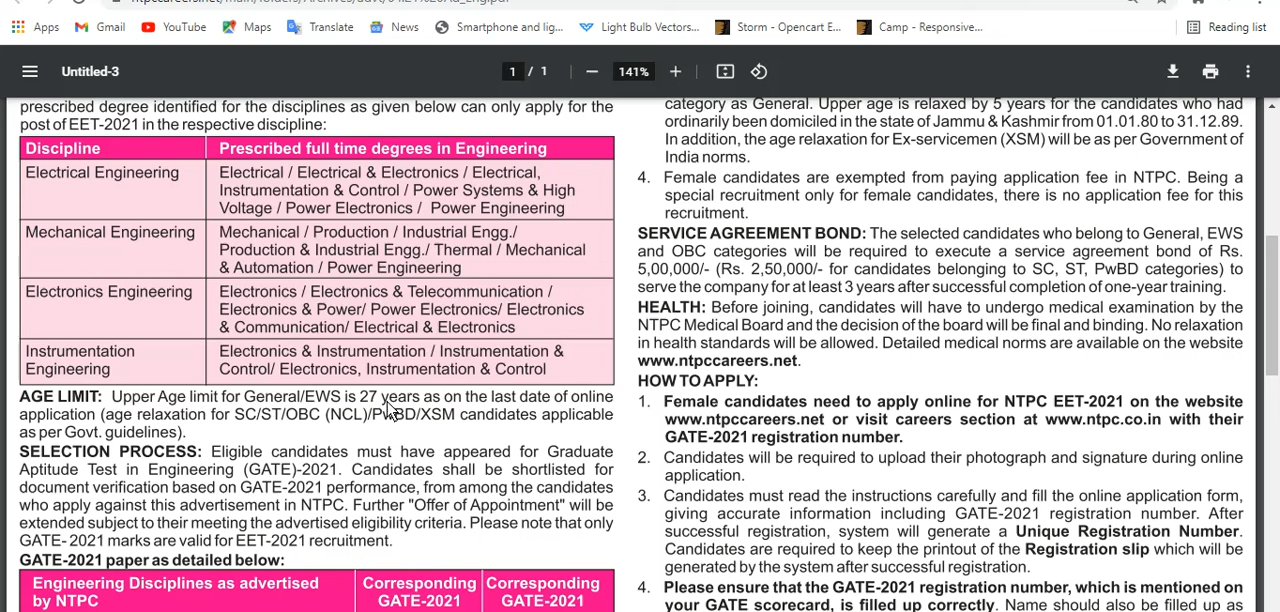 Apps
Gmail
YouTube
Maps
Translate
News
Smartphone and lig...
Light Bulb Vectors...
Storm - Opencart E...
Camp - Responsive...
Reading list
Untitled-3
1 / 1
141%
prescribed degree identified for the disciplines as given below can only apply for the
post of EET-2021 in the respective discipline:
Discipline
Prescribed full time degrees in Engineering
Electrical Engineering
Electrical / Electrical & Electronics / Electrical,
Instrumentation & Control / Power Systems & High
Voltage / Power Electronics / Power Engineering
Mechanical Engineering
Mechanical / Production / Industrial Engg./
Production & Industrial Engg./ Thermal / Mechanical
& Automation / Power Engineering
Electronics Engineering
Electronics / Electronics & Telecommunication /
Electronics & Power/ Power Electronics/ Electronics
& Communication/ Electrical & Electronics
Instrumentation
Engineering
Electronics & Instrumentation / Instrumentation &
Control/ Electronics, Instrumentation & Control
AGE LIMIT: Upper Age limit for General/EWS is 27 years as on the last date of online
application (age relaxation for SC/ST/OBC (NCL)/PwBD/XSM candidates applicable
as per Govt. guidelines).
SELECTION PROCESS: Eligible candidates must have appeared for Graduate
Aptitude Test in Engineering (GATE)-2021. Candidates shall be shortlisted for
document verification based on GATE-2021 performance, from among the candidates
who apply against this advertisement in NTPC. Further "Offer of Appointment" will be
extended subject to their meeting the advertised eligibility criteria. Please note that only
GATE- 2021 marks are valid for EET-2021 recruitment.
GATE-2021 paper as detailed below:
Engineering Disciplines as advertised
by NTPC
Corresponding
GATE-2021
Corresponding
GATE-2021
category as General. Upper age is relaxed by 5 years for the candidates who had
ordinarily been domiciled in the state of Jammu & Kashmir from 01.01.80 to 31.12.89.
In addition, the age relaxation for Ex-servicemen (XSM) will be as per Government of
India norms.
4. Female candidates are exempted from paying application fee in NTPC. Being a
special recruitment only for female candidates, there is no application fee for this
recruitment.
SERVICE AGREEMENT BOND: The selected candidates who belong to General, EWS
and OBC categories will be required to execute a service agreement bond of Rs.
5,00,000/- (Rs. 2,50,000/- for candidates belonging to SC, ST, PwBD categories) to
serve the company for at least 3 years after successful completion of one-year training.
HEALTH: Before joining, candidates will have to undergo medical examination by the
NTPC Medical Board and the decision of the board will be final and binding. No relaxation
in health standards will be allowed. Detailed medical norms are available on the website
www.ntpccareers.net.
HOW TO APPLY:
1. Female candidates need to apply online for NTPC EET-2021 on the website
www.ntpccareers.net or visit careers section at www.ntpc.co.in with their
GATE-2021 registration number.
2. Candidates will be required to upload their photograph and signature during online
application.
3. Candidates must read the instructions carefully and fill the online application form,
giving accurate information including GATE-2021 registration number. After
successful registration, system will generate a Unique Registration Number.
Candidates are required to keep the printout of the Registration slip which will be
generated by the system after successful registration.
4. Please ensure that the GATE-2021 registration number, which is mentioned on
your GATE scorecard, is filled up correctly. Name should also be filled up as